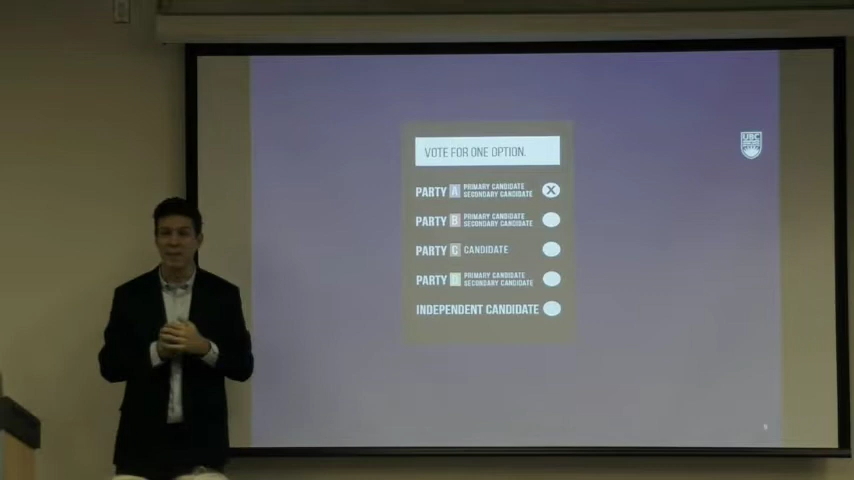 VOTE FOR ONE OPTION.
PARTY A PRIMARY CANDIDATE
SECONDARY CANDIDATE X
PARTY B PRIMARY CANDIDATE
SECONDARY CANDIDATE
PARTY C CANDIDATE
PARTY D PRIMARY CANDIDATE
SECONDARY CANDIDATE
INDEPENDENT CANDIDATE
UBC